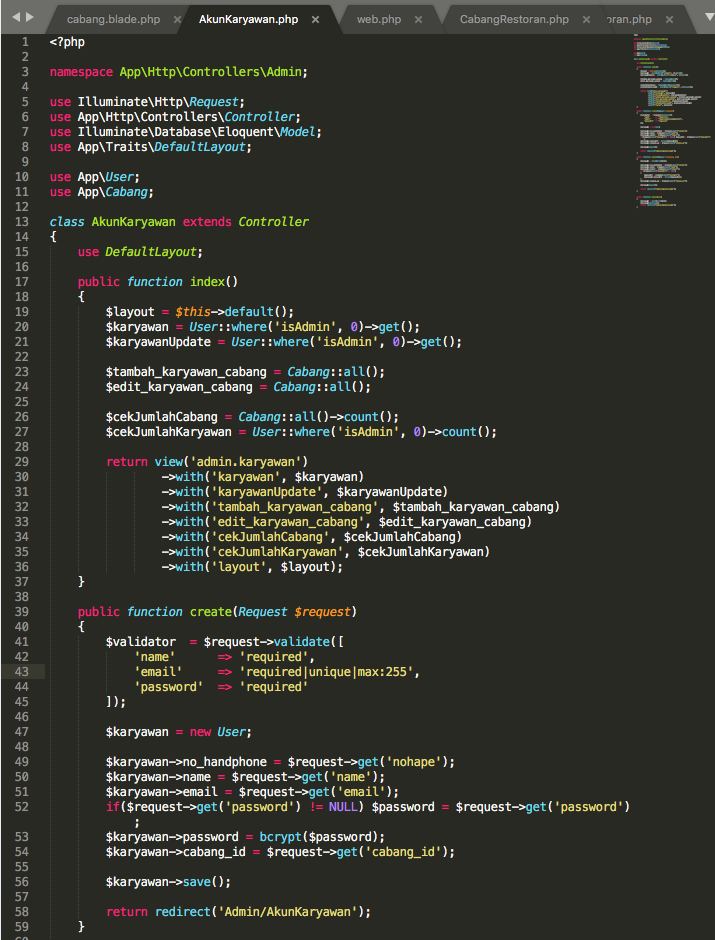 cabang.blade.php × AkunKaryawan.php × web.php × CabangRestoran.php × oran.php ×
1 <?php
2
3 namespace App\Http\Controllers\Admin;
4
5 use Illuminate\Http\Request;
6 use App\Http\Controllers\Controller;
7 use Illuminate\Database\Eloquent\Model;
8 use App\Traits\DefaultLayout;
9
10 use App\User;
11 use App\Cabang;
12
13 class AkunKaryawan extends Controller
14 {
15     use DefaultLayout;
16
17     public function index()
18     {
19         $layout = $this->default();
20         $karyawan = User::where('isAdmin', 0)->get();
21         $karyawanUpdate = User::where('isAdmin', 0)->get();
22
23         $tambah_karyawan_cabang = Cabang::all();
24         $edit_karyawan_cabang = Cabang::all();
25
26         $cekJumlahCabang = Cabang::all()->count();
27         $cekJumlahKaryawan = User::where('isAdmin', 0)->count();
28
29         return view('admin.karyawan')
30                 ->with('karyawan', $karyawan)
31                 ->with('karyawanUpdate', $karyawanUpdate)
32                 ->with('tambah_karyawan_cabang', $tambah_karyawan_cabang)
33                 ->with('edit_karyawan_cabang', $edit_karyawan_cabang)
34                 ->with('cekJumlahCabang', $cekJumlahCabang)
35                 ->with('cekJumlahKaryawan', $cekJumlahKaryawan)
36                 ->with('layout', $layout);
37     }
38
39     public function create(Request $request)
40     {
41         $validator  = $request->validate([
42             'name'      => 'required',
43             'email'     => 'required|unique|max:255',
44             'password'  => 'required'
45         ]);
46
47         $karyawan = new User;
48
49         $karyawan->no_handphone = $request->get('nohape');
50         $karyawan->name = $request->get('name');
51         $karyawan->email = $request->get('email');
52         if($request->get('password') != NULL) $password = $request->get('password')
            ;
53         $karyawan->password = bcrypt($password);
54         $karyawan->cabang_id = $request->get('cabang_id');
55
56         $karyawan->save();
57
58         return redirect('Admin/AkunKaryawan');
59     }